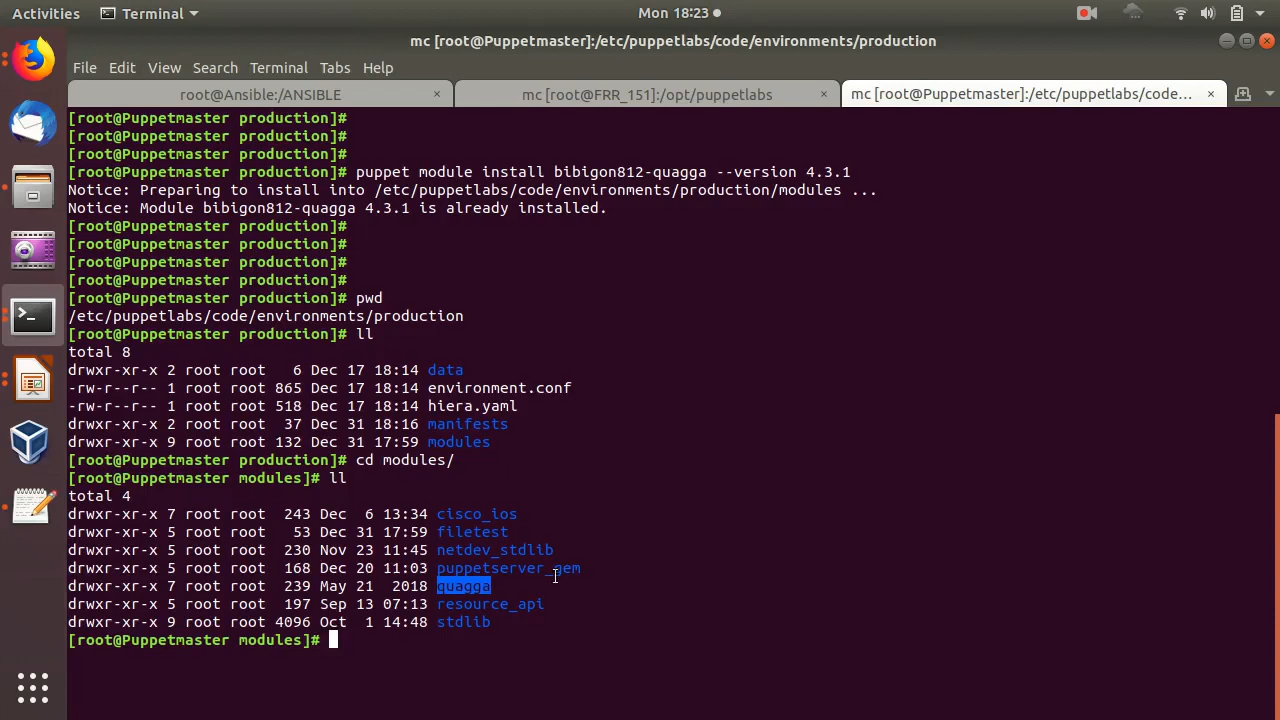 Activities
Terminal
Mon 18:23
mc [root@Puppetmaster]:/etc/puppetlabs/code/environments/production
File Edit View Search Terminal Tabs Help
root@Ansible:/ANSIBLE
mc [root@FRR_151]:/opt/puppetlabs
mc [root@Puppetmaster]:/etc/puppetlabs/code...
[root@Puppetmaster production]#
[root@Puppetmaster production]#
[root@Puppetmaster production]#
[root@Puppetmaster production]# puppet module install bibigon812-quagga --version 4.3.1
Notice: Preparing to install into /etc/puppetlabs/code/environments/production/modules ...
Notice: Module bibigon812-quagga 4.3.1 is already installed.
[root@Puppetmaster production]#
[root@Puppetmaster production]#
[root@Puppetmaster production]#
[root@Puppetmaster production]#
[root@Puppetmaster production]# pwd
/etc/puppetlabs/code/environments/production
[root@Puppetmaster production]# ll
total 8
drwxr-xr-x 2 root root   6 Dec 17 18:14 data
-rw-r--r-- 1 root root 865 Dec 17 18:14 environment.conf
-rw-r--r-- 1 root root 518 Dec 17 18:14 hiera.yaml
drwxr-xr-x 2 root root  37 Dec 31 18:16 manifests
drwxr-xr-x 9 root root 132 Dec 31 17:59 modules
[root@Puppetmaster production]# cd modules/
[root@Puppetmaster modules]# ll
total 4
drwxr-xr-x 7 root root  243 Dec  6 13:34 cisco_ios
drwxr-xr-x 5 root root   53 Dec 31 17:59 filetest
drwxr-xr-x 5 root root  230 Nov 23 11:45 netdev_stdlib
drwxr-xr-x 5 root root  168 Dec 20 11:03 puppetserver_gem
drwxr-xr-x 7 root root  239 May 21  2018 quagga
drwxr-xr-x 5 root root  197 Sep 13 07:13 resource_api
drwxr-xr-x 9 root root 4096 Oct  1 14:48 stdlib
[root@Puppetmaster modules]#